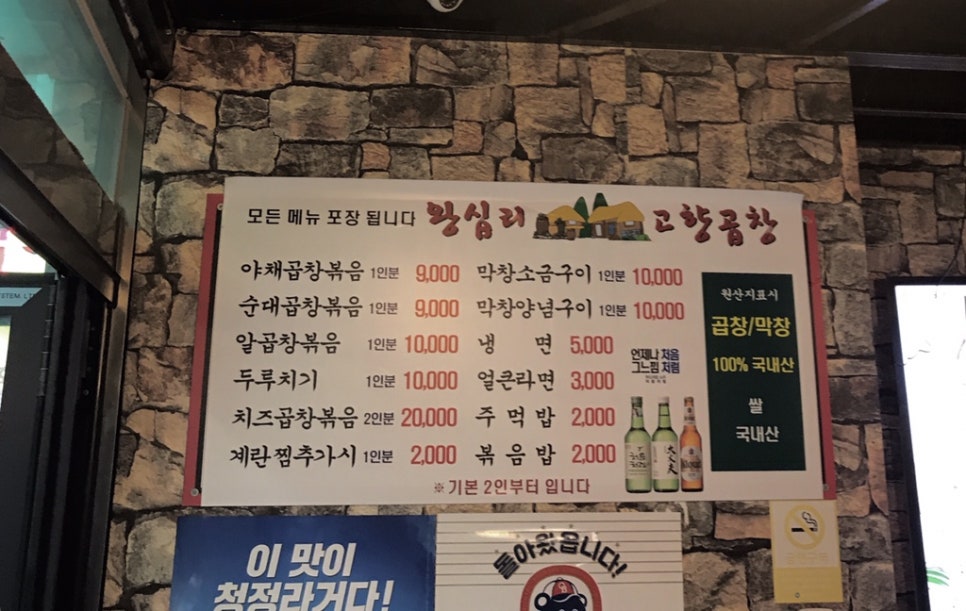 모든 메뉴 포장 됩니다 왕십리 고향곱창
야채곱창볶음 1인분 9,000
순대곱창볶음 1인분 9,000
알곱창볶음 1인분 10,000
두루치기 1인분 10,000
치즈곱창볶음 2인분 20,000
계란찜추가시 1인분 2,000
막창소금구이 1인분 10,000
막창양념구이 1인분 10,000
냉 면 5,000
얼큰라면 3,000
주 먹 밥 2,000
볶 음 밥 2,000
※ 기본 2인부터 입니다
언제나 처음
그느낌 처럼
원산지표시
곱창/막창
100% 국내산
쌀
국내산
이 맛이
청정라거다!
돌아왔읍니다!
SYSTEM. LT